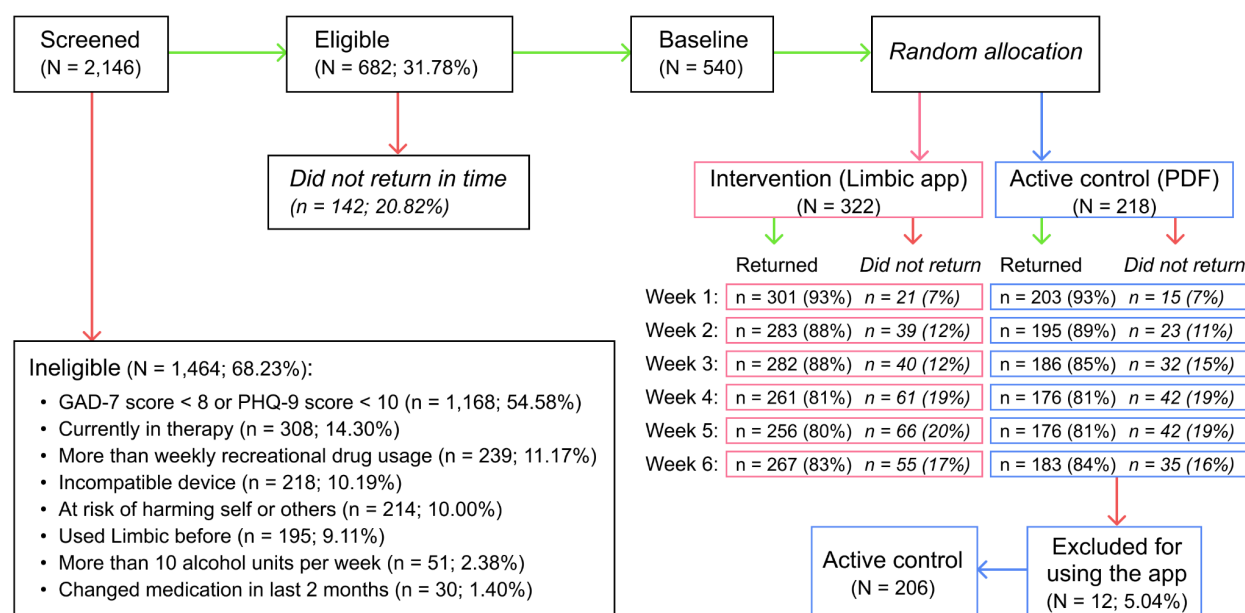 Screened
(N = 2,146)
Eligible
(N = 682; 31.78%)
Baseline
(N = 540)
Random allocation
Did not return in time
(n = 142; 20.82%)
Intervention (Limbic app)
(N = 322)
Active control (PDF)
(N = 218)
Returned Did not return Returned Did not return
Week 1: n = 301 (93%) n = 21 (7%) n = 203 (93%) n = 15 (7%)
Week 2: n = 283 (88%) n = 39 (12%) n = 195 (89%) n = 23 (11%)
Week 3: n = 282 (88%) n = 40 (12%) n = 186 (85%) n = 32 (15%)
Week 4: n = 261 (81%) n = 61 (19%) n = 176 (81%) n = 42 (19%)
Week 5: n = 256 (80%) n = 66 (20%) n = 176 (81%) n = 42 (19%)
Week 6: n = 267 (83%) n = 55 (17%) n = 183 (84%) n = 35 (16%)
Ineligible (N = 1,464; 68.23%):
• GAD-7 score < 8 or PHQ-9 score < 10 (n = 1,168; 54.58%)
• Currently in therapy (n = 308; 14.30%)
• More than weekly recreational drug usage (n = 239; 11.17%)
• Incompatible device (n = 218; 10.19%)
• At risk of harming self or others (n = 214; 10.00%)
• Used Limbic before (n = 195; 9.11%)
• More than 10 alcohol units per week (n = 51; 2.38%)
• Changed medication in last 2 months (n = 30; 1.40%)
Active control
(N = 206)
Excluded for
using the app
(N = 12; 5.04%)